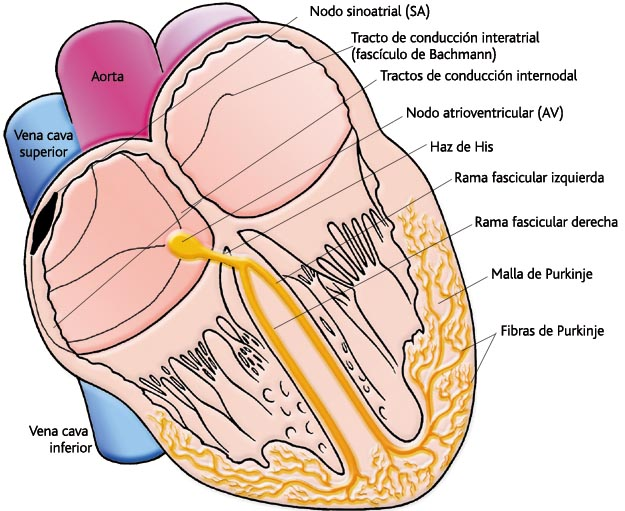 Nodo sinoatrial (SA)
Tracto de conducción interatrial
(fascículo de Bachmann)
Tractos de conducción internodal
Aorta
Nodo atrioventricular (AV)
Vena cava
superior
Haz de His
Rama fascicular izquierda
Rama fascicular derecha
Malla de Purkinje
Fibras de Purkinje
Vena cava
inferior